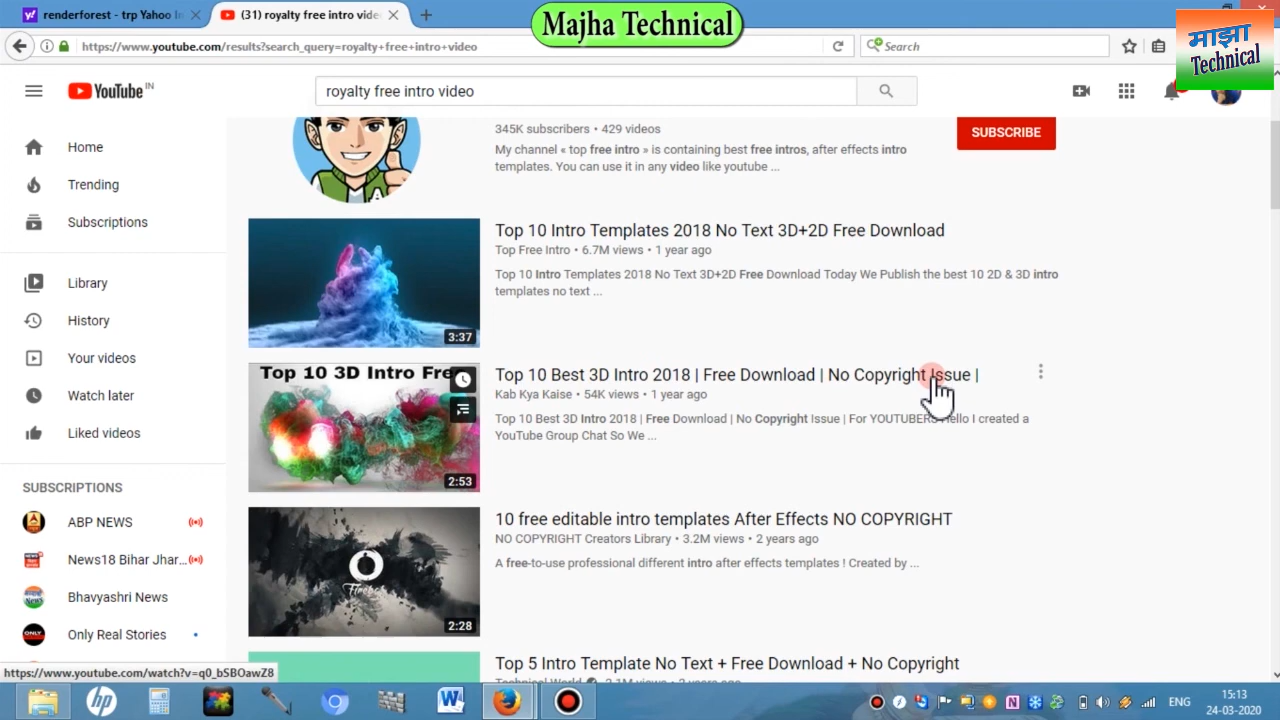 renderforest - trp Yahoo I
(31) royalty free intro vide
Majha Technical
माझा
Technical
https://www.youtube.com/results?search_query=royalty+free+intro+video
Search
YouTube IN
royalty free intro video
Home
Trending
Subscriptions
Library
History
Your videos
Watch later
Liked videos
SUBSCRIPTIONS
ABP NEWS
News18 Bihar Jhar...
Bhavyashri News
ONLY
Only Real Stories
345K subscribers • 429 videos
My channel « top free intro » is containing best free intros, after effects intro
templates. You can use it in any video like youtube ...
SUBSCRIBE
3:37
Top 10 Intro Templates 2018 No Text 3D+2D Free Download
Top Free Intro • 6.7M views • 1 year ago
Top 10 Intro Templates 2018 No Text 3D+2D Free Download Today We Publish the best 10 2D & 3D intro
templates no text ...
Top 10 3D Intro Fre
2:53
Top 10 Best 3D Intro 2018 | Free Download | No Copyright Issue |
Kab Kya Kaise • 54K views • 1 year ago
Top 10 Best 3D Intro 2018 | Free Download | No Copyright Issue | For YOUTUBERS Hello I created a
YouTube Group Chat So We ...
2:28
10 free editable intro templates After Effects NO COPYRIGHT
NO COPYRIGHT Creators Library • 3.2M views • 2 years ago
A free-to-use professional different intro after effects templates ! Created by ...
Top 5 Intro Template No Text + Free Download + No Copyright
https://www.youtube.com/watch?v=q0_bSBOawZ8
ENG
15:13
24-03-2020